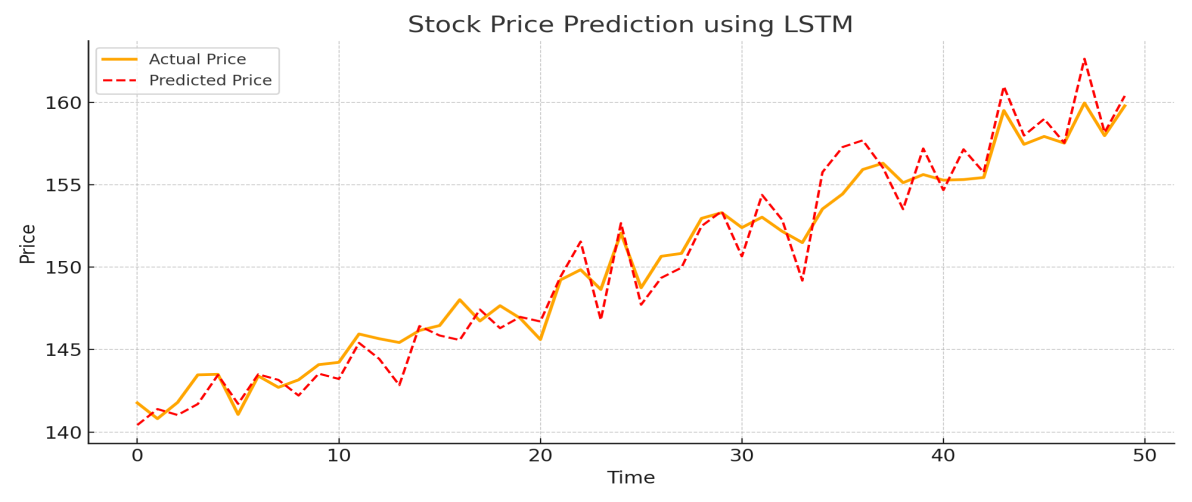 Stock Price Prediction using LSTM
Actual Price
Predicted Price
Price
160
155
150
145
140
0 10 20 30 40 50
Time